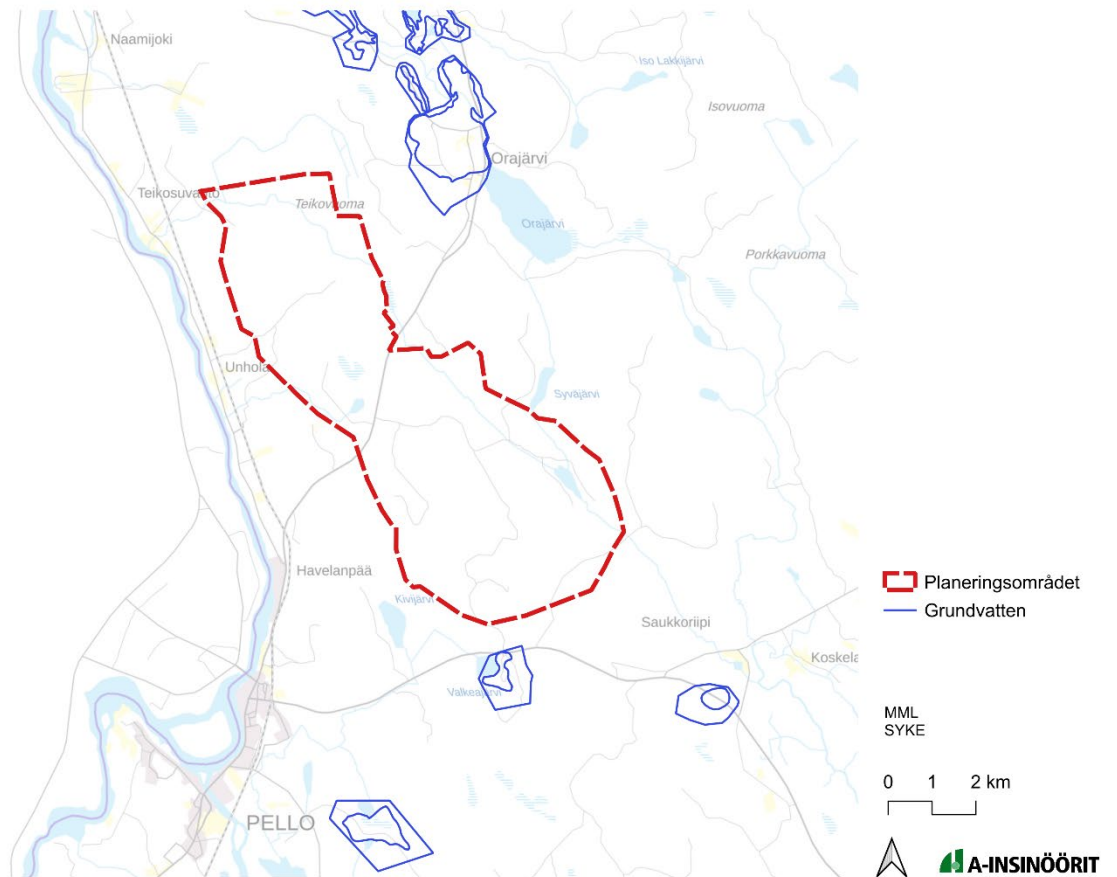 Naamijoki
Iso Lakkijärvi
Isovuoma
Orajärvi
Teikosuvanto
Teikovuoma
Orajärvi
Porkkavuoma
Unhola
Syväjärvi
Havelanpää
Kivijärvi
Saukkoriipi
Koskela
Valkeajärvi
PELLO
Planeringsområdet
Grundvatten
MML
SYKE
0 1 2 km
A-INSINÖÖRIT